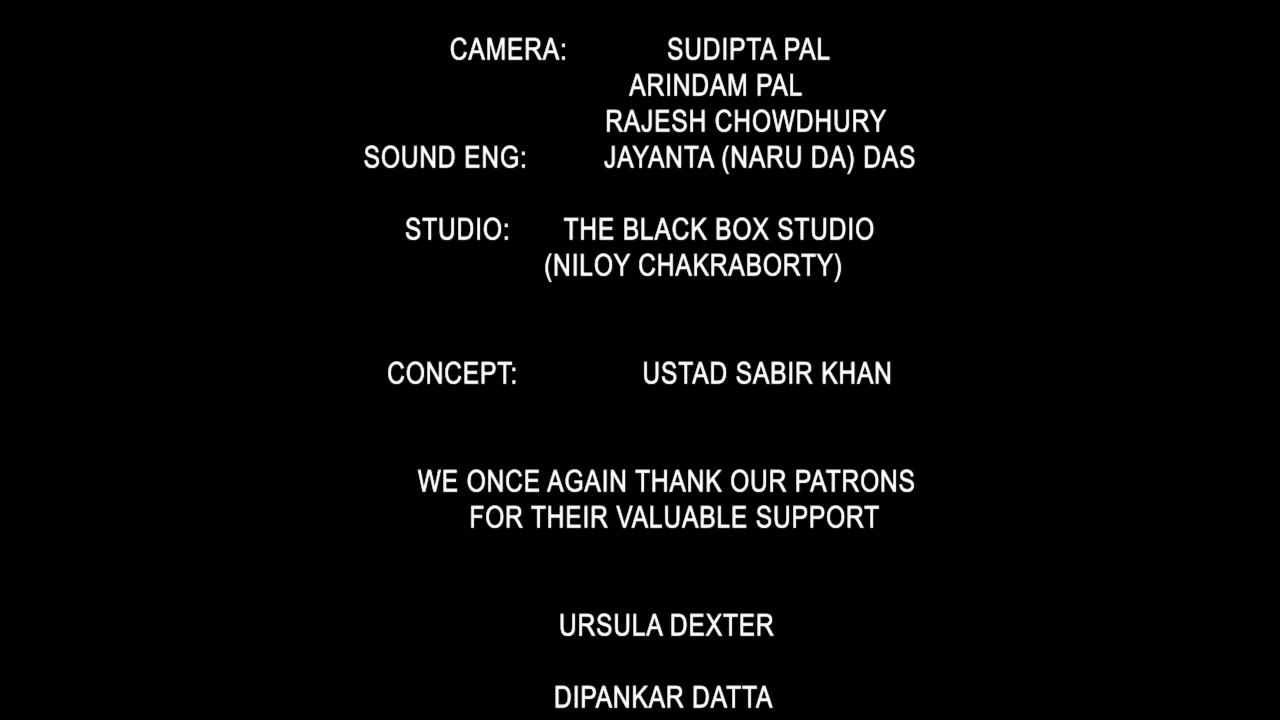 CAMERA: SUDIPTA PAL
ARINDAM PAL
RAJESH CHOWDHURY
SOUND ENG: JAYANTA (NARU DA) DAS
STUDIO: THE BLACK BOX STUDIO
(NILOY CHAKRABORTY)
CONCEPT: USTAD SABIR KHAN
WE ONCE AGAIN THANK OUR PATRONS
FOR THEIR VALUABLE SUPPORT
URSULA DEXTER
DIPANKAR DATTA